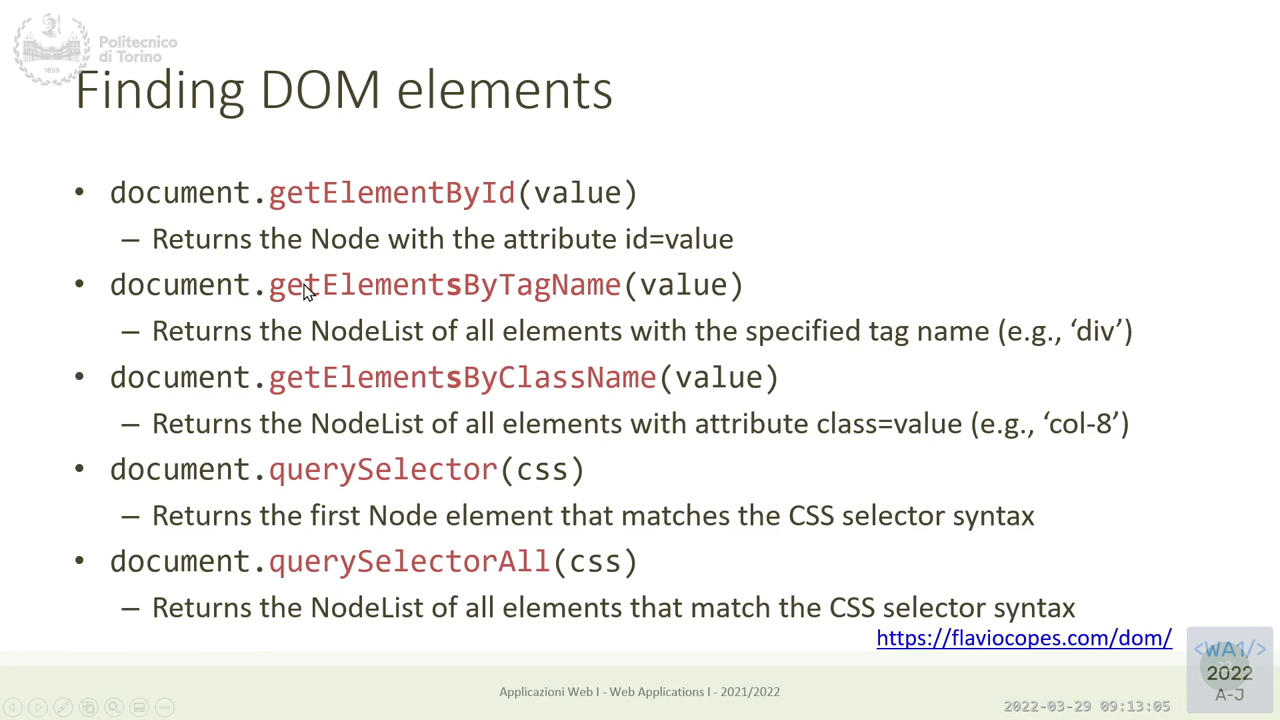 Politecnico
di Torino
1859
Finding DOM elements
• document.getElementById(value)
– Returns the Node with the attribute id=value
• document.getElementsByTagName(value)
– Returns the NodeList of all elements with the specified tag name (e.g., ‘div’)
• document.getElementsByClassName(value)
– Returns the NodeList of all elements with attribute class=value (e.g., ‘col-8’)
• document.querySelector(css)
– Returns the first Node element that matches the CSS selector syntax
• document.querySelectorAll(css)
– Returns the NodeList of all elements that match the CSS selector syntax
https://flaviocopes.com/dom/
<WA1/>
2022
A-J
Applicazioni Web I - Web Applications I - 2021/2022
2022-03-29 09:13:05